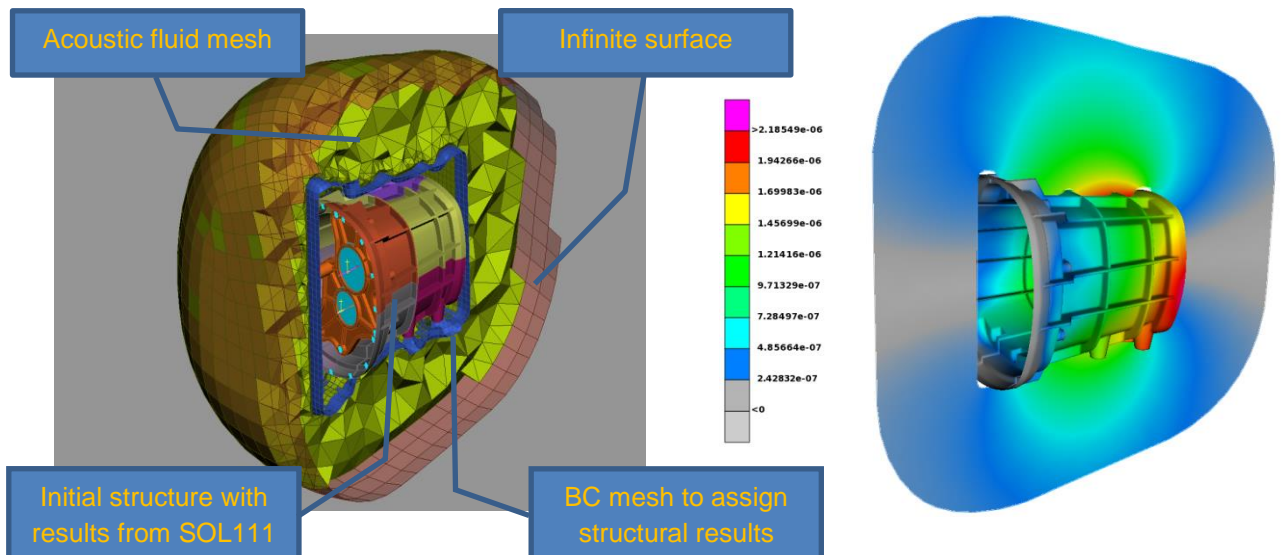 Acoustic fluid mesh
Infinite surface
>2.18549e-06
1.94266e-06
1.69983e-06
1.45699e-06
1.21416e-06
9.71329e-07
7.28497e-07
4.85664e-07
2.42832e-07
<0
Initial structure with
results from SOL111
BC mesh to assign
structural results